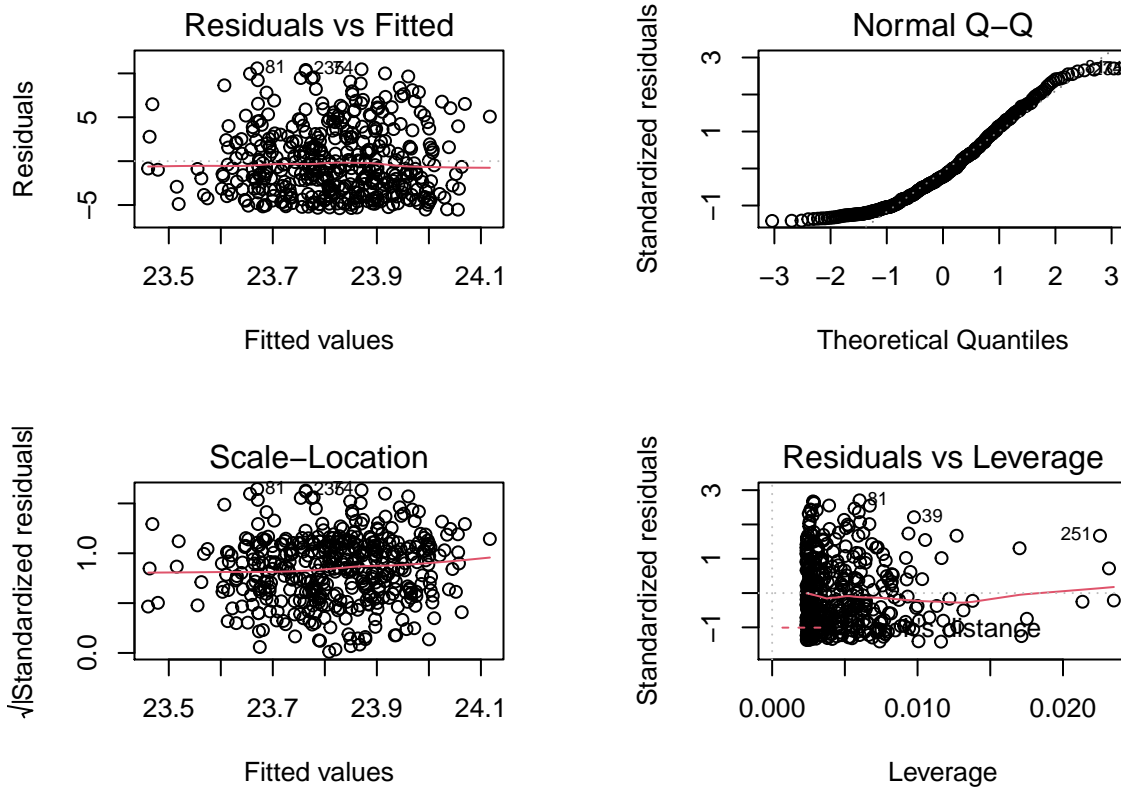 Residuals vs Fitted
Residuals
5
−5
81
23.5 23.7 23.9 24.1
Fitted values
Normal Q−Q
Standardized residuals
3
1
−1
−3 −2 −1 0 1 2 3
Theoretical Quantiles
Scale−Location
√|Standardized residuals|
1.0
0.0
81
23.5 23.7 23.9 24.1
Fitted values
Residuals vs Leverage
Standardized residuals
3
1
−1
81
39
251
distance
0.000 0.010 0.020
Leverage